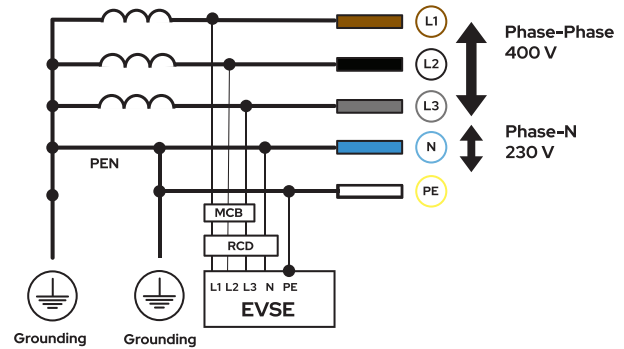 L1
Phase-Phase
400 V
L2
L3
Phase-N
230 V
N
PEN
PE
MCB
RCD
L1 L2 L3 N PE
EVSE
Grounding
Grounding